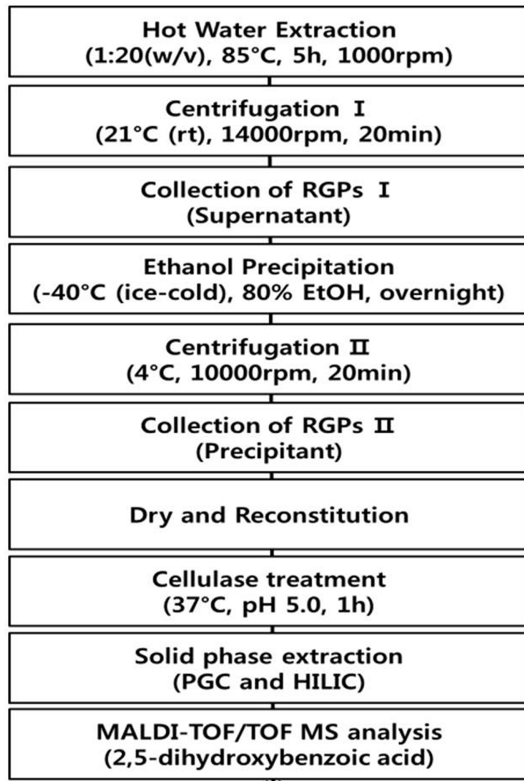 Hot Water Extraction
(1:20(w/v), 85°C, 5h, 1000rpm)
Centrifugation Ⅰ
(21°C (rt), 14000rpm, 20min)
Collection of RGPs Ⅰ
(Supernatant)
Ethanol Precipitation
(-40°C (ice-cold), 80% EtOH, overnight)
Centrifugation Ⅱ
(4°C, 10000rpm, 20min)
Collection of RGPs Ⅱ
(Precipitant)
Dry and Reconstitution
Cellulase treatment
(37°C, pH 5.0, 1h)
Solid phase extraction
(PGC and HILIC)
MALDI-TOF/TOF MS analysis
(2,5-dihydroxybenzoic acid)